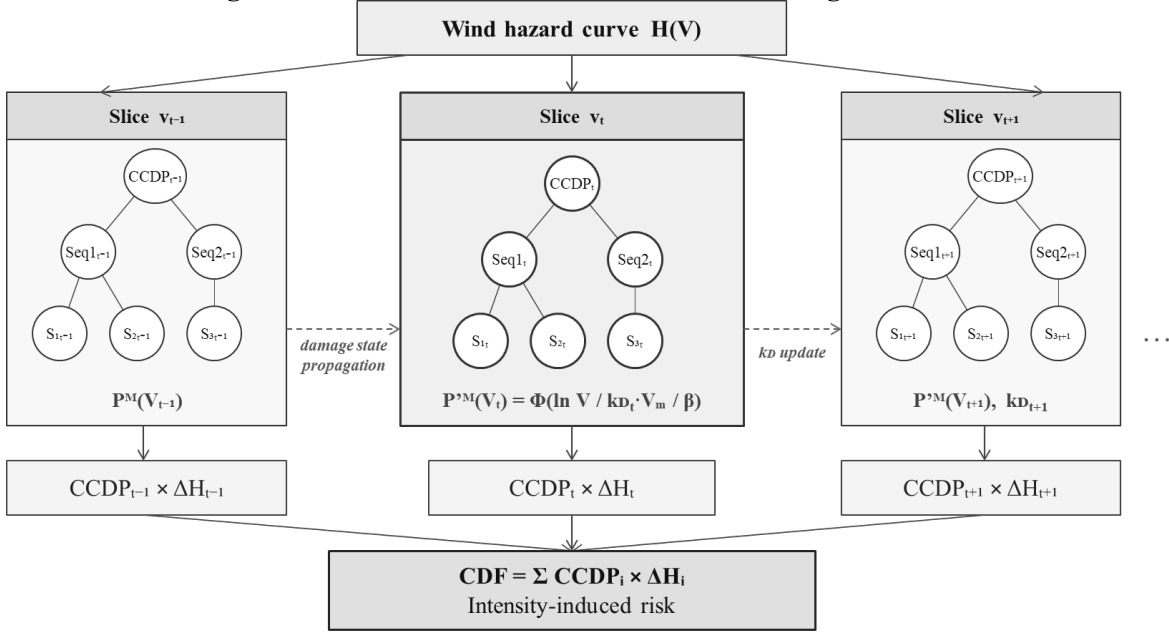 Wind hazard curve H(V)
Slice vₜ₋₁
Slice vₜ
Slice vₜ₊₁
CCDPₜ₋₁
CCDPₜ
CCDPₜ₊₁
Seq1ₜ₋₁
Seq2ₜ₋₁
Seq1ₜ
Seq2ₜ
Seq1ₜ₊₁
Seq2ₜ₊₁
S₁ₜ₋₁
S₂ₜ₋₁
S₃ₜ₋₁
S₁ₜ
S₂ₜ
S₃ₜ
S₁ₜ₊₁
S₂ₜ₊₁
S₃ₜ₊₁
...
damage state
propagation
kᴅ update
Pᴹ(Vₜ₋₁)
P’ᴹ(Vₜ) = Φ(ln V / kᴅₜ·Vₘ / β)
P’ᴹ(Vₜ₊₁), kᴅₜ₊₁
CCDPₜ₋₁ × ΔHₜ₋₁
CCDPₜ × ΔHₜ
CCDPₜ₊₁ × ΔHₜ₊₁
CDF = Σ CCDPᵢ × ΔHᵢ
Intensity-induced risk